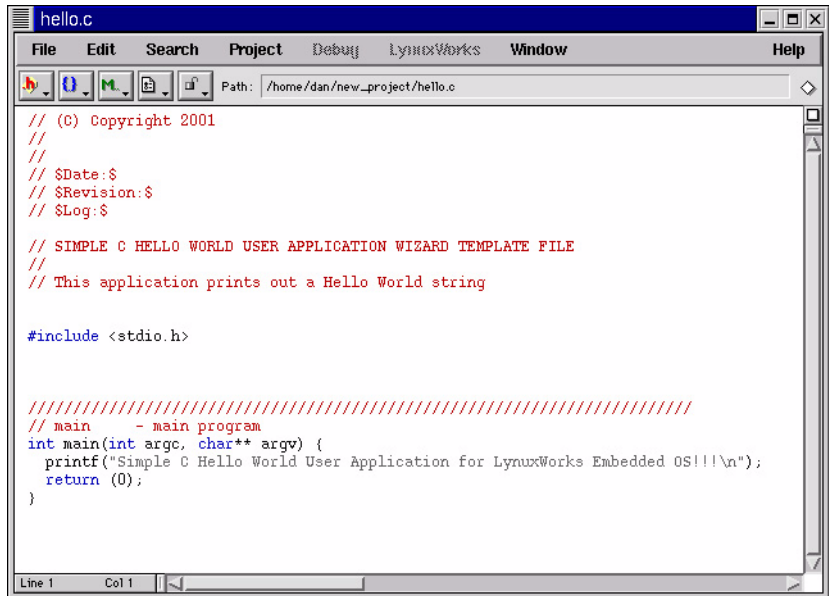 hello.c
File Edit Search Project Debug LynuxWorks Window Help
.h {} M.. Path: /home/dan/new_project/hello.c
// (C) Copyright 2001
//
//
// $Date:$
// $Revision:$
// $Log:$
// SIMPLE C HELLO WORLD USER APPLICATION WIZARD TEMPLATE FILE
//
// This application prints out a Hello World string
#include <stdio.h>
///////////////////////////////////////////////////////////////////////////
// main     - main program
int main(int argc, char** argv) {
  printf("Simple C Hello World User Application for LynuxWorks Embedded OS!!!\n");
  return (0);
}
Line 1 Col 1